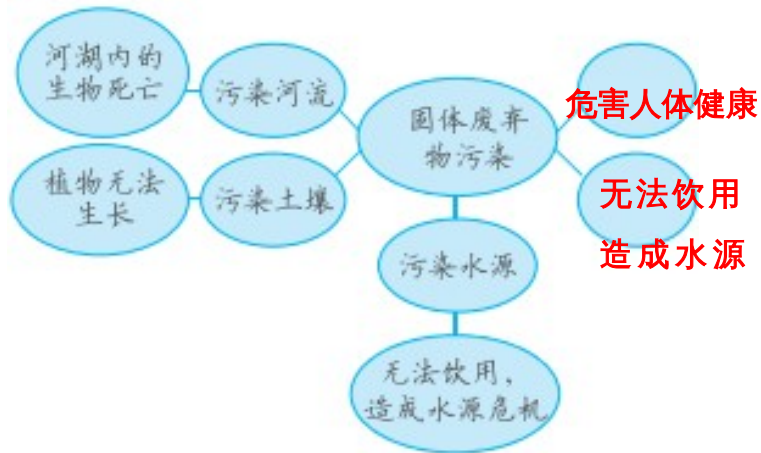 河湖内的
生物死亡
污染河流
固体废弃
物污染
危害人体健康
植物无法
生长
污染土壤
无法饮用
造成水源
污染水源
无法饮用，
造成水源危机